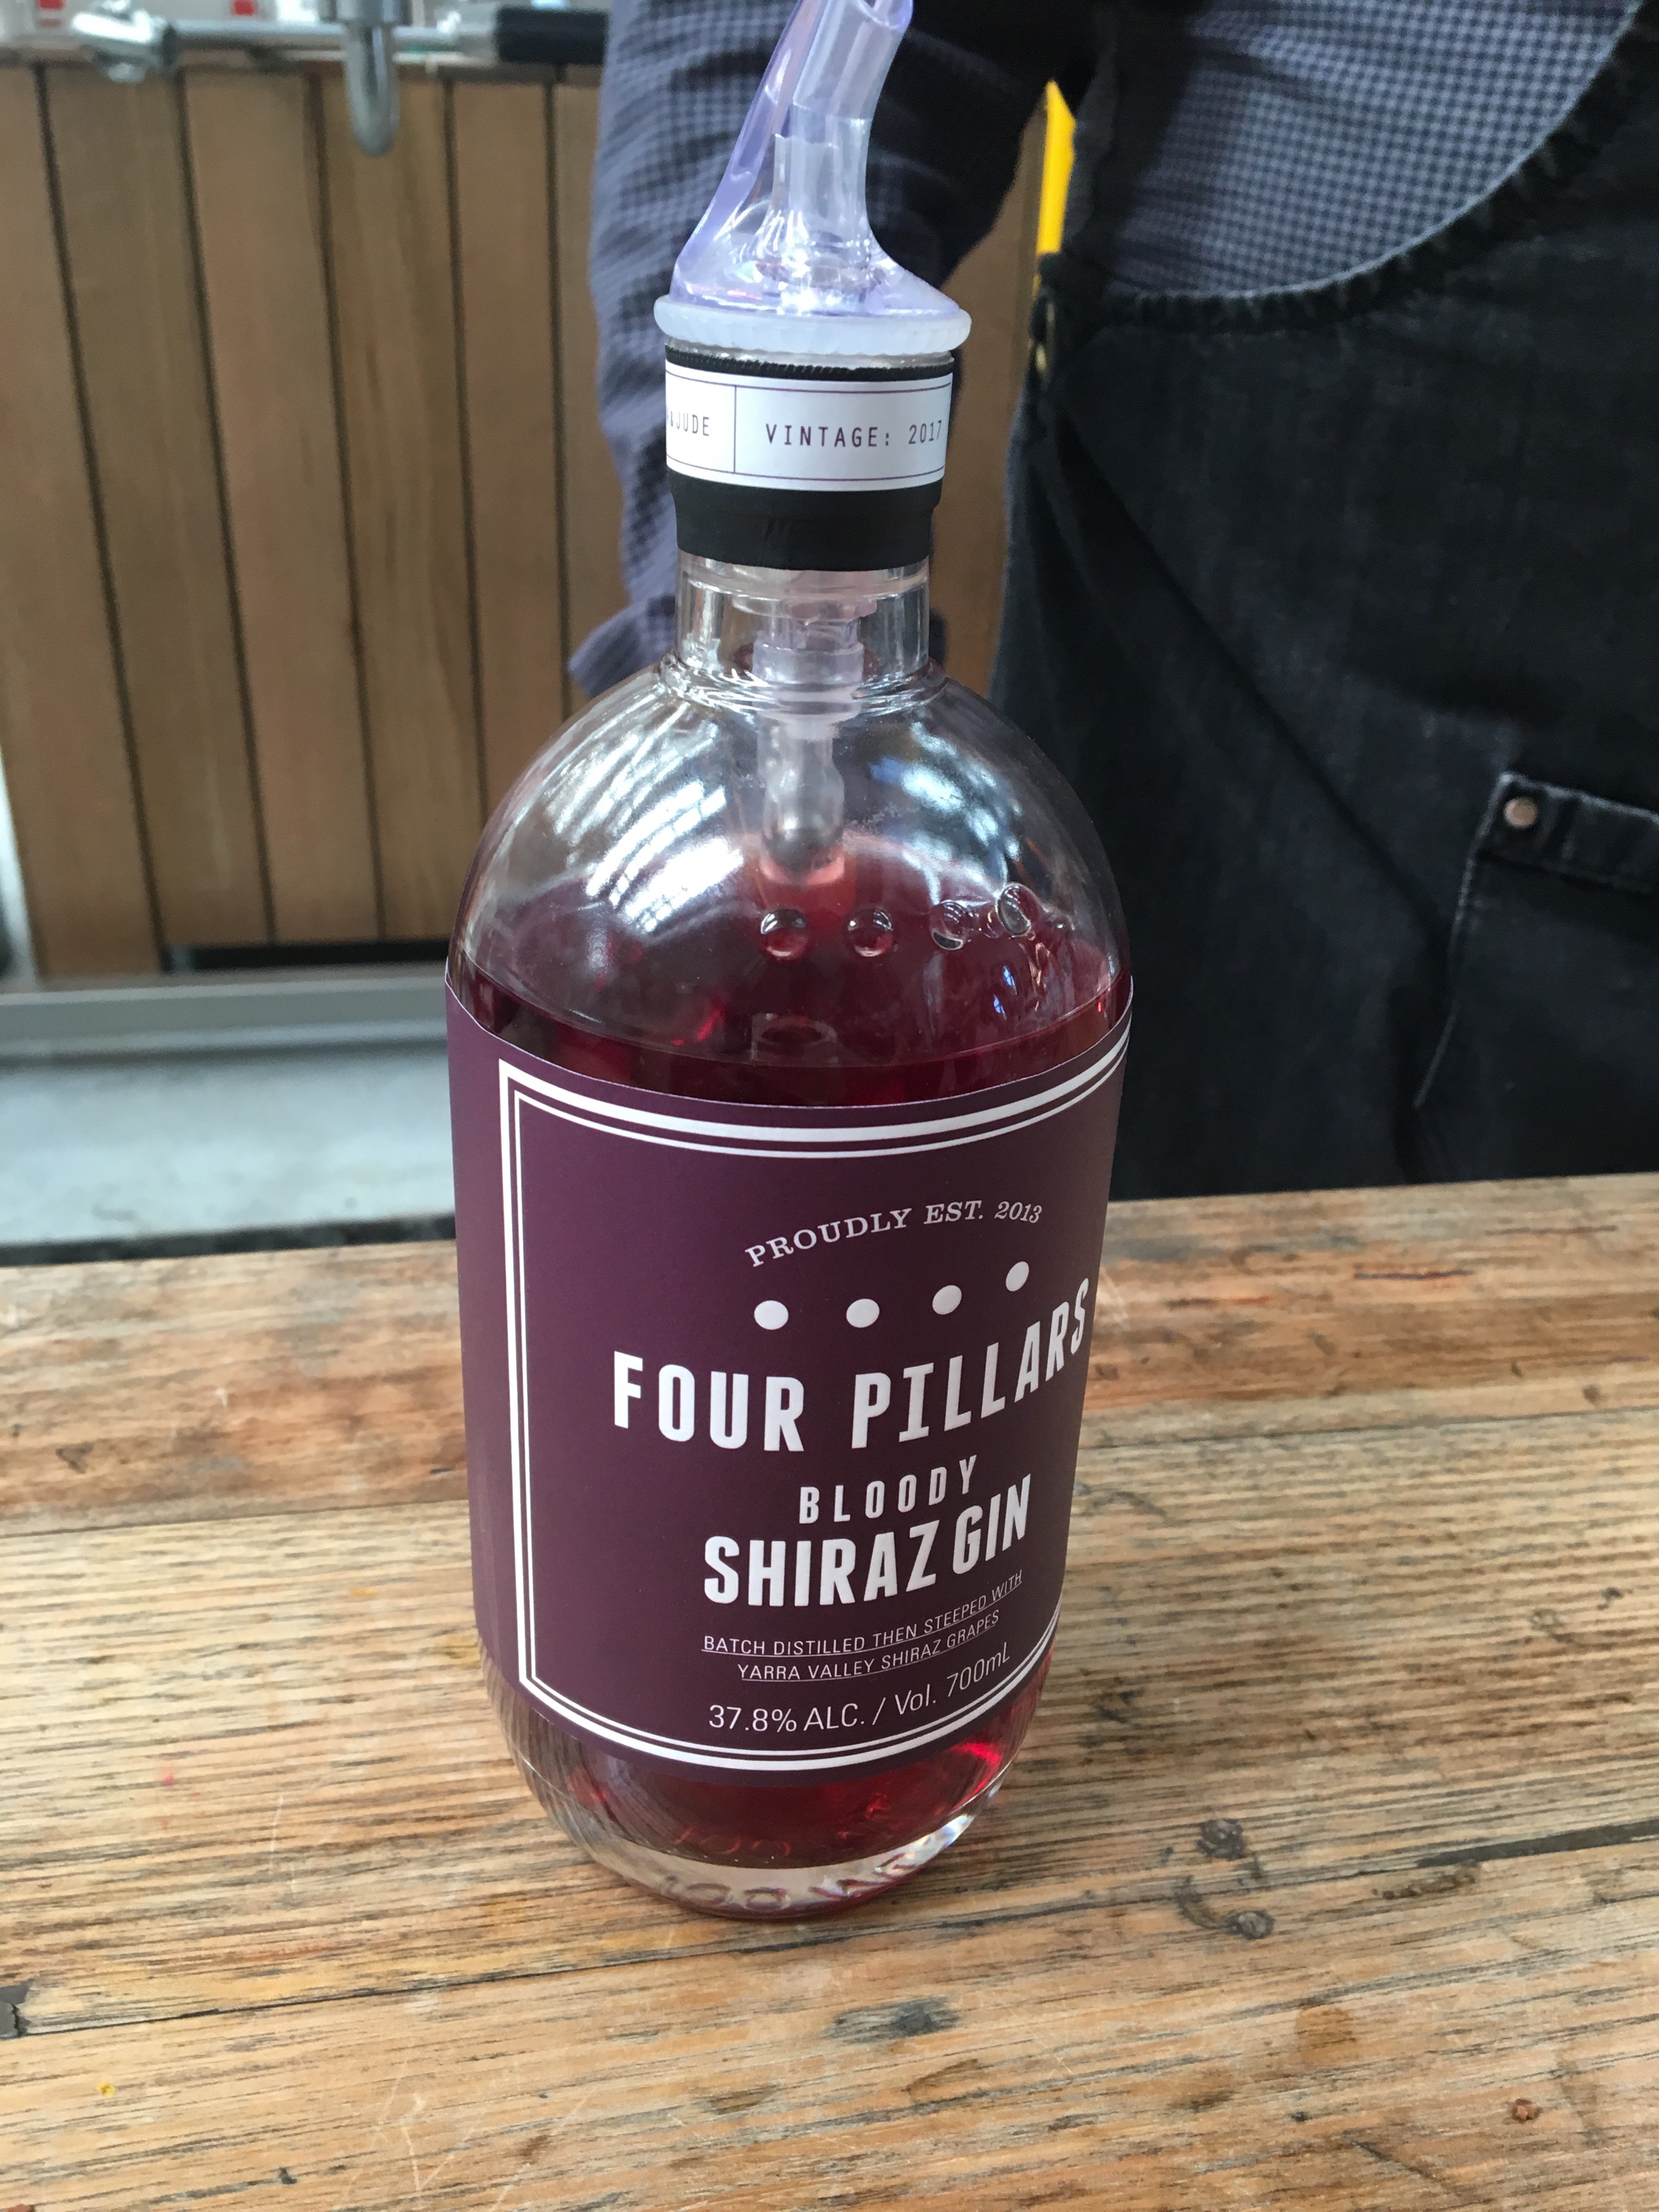 &JUDE
VINTAGE: 2017
PROUDLY EST. 2013
FOUR PILLARS
BLOODY
SHIRAZ GIN
BATCH DISTILLED THEN STEEPED WITH
YARRA VALLEY SHIRAZ GRAPES
37.8% ALC. / Vol. 700mL